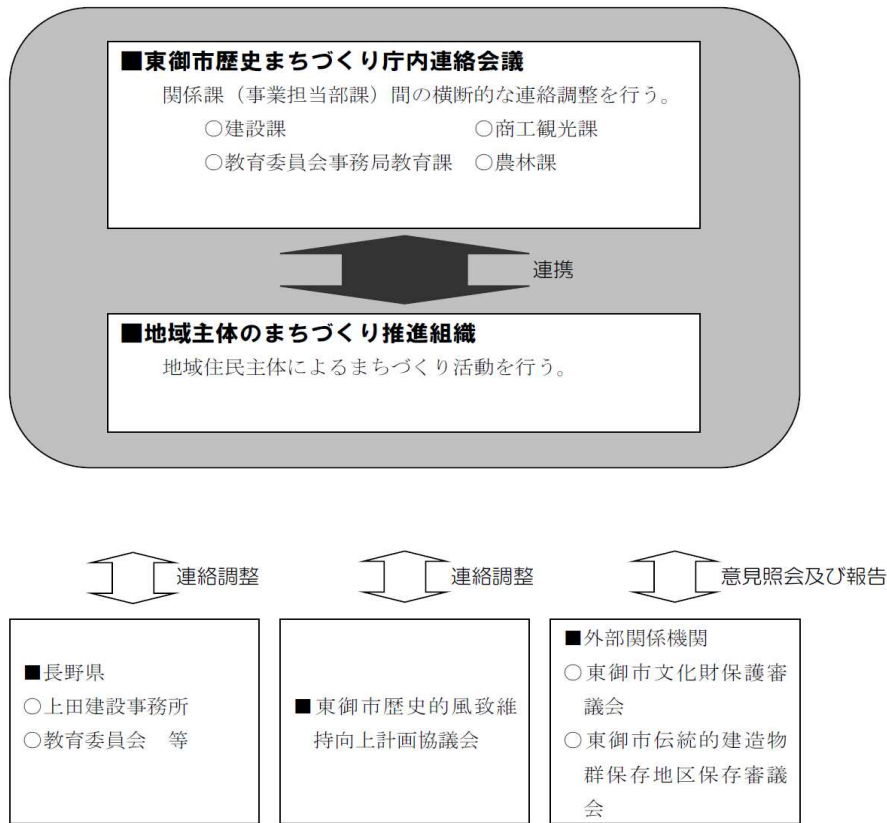 ■東御市歴史まちづくり庁内連絡会議
関係課（事業担当部課）間の横断的な連絡調整を行う。
○建設課　○商工観光課
○教育委員会事務局教育課　○農林課
連携
■地域主体のまちづくり推進組織
地域住民主体によるまちづくり活動を行う。
連絡調整
連絡調整
意見照会及び報告
■長野県
○上田建設事務所
○教育委員会　等
■東御市歴史的風致維
持向上計画協議会
■外部関係機関
○東御市文化財保護審
議会
○東御市伝統的建造物
群保存地区保存審議
会